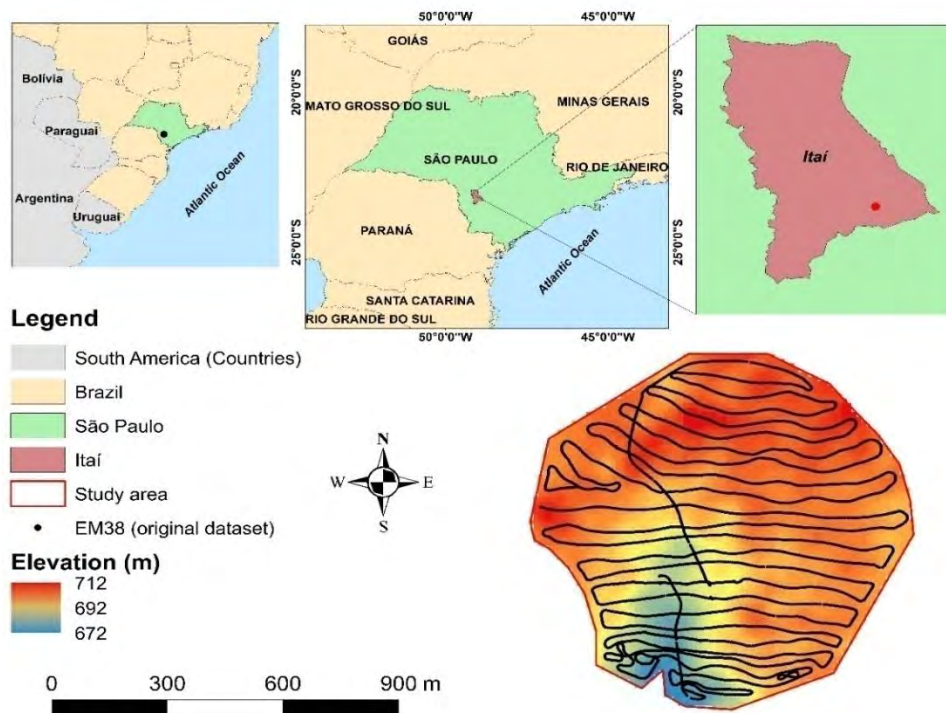 Bolívia
Paraguai
Argentina
Uruguai
Atlantic Ocean
50°0'0"W
45°0'0"W
20°0'0"S
25°0'0"S
GOIÁS
MATO GROSSO DO SUL
MINAS GERAIS
SÃO PAULO
RIO DE JANEIRO
PARANÁ
SANTA CATARINA
RIO GRANDE DO SUL
Atlantic Ocean
20°0'0"S
25°0'0"S
50°0'0"W
45°0'0"W
Itaí
Legend
South America (Countries)
Brazil
São Paulo
Itaí
Study area
EM38 (original dataset)
Elevation (m)
712
692
672
N
W
E
S
0
300
600
900 m